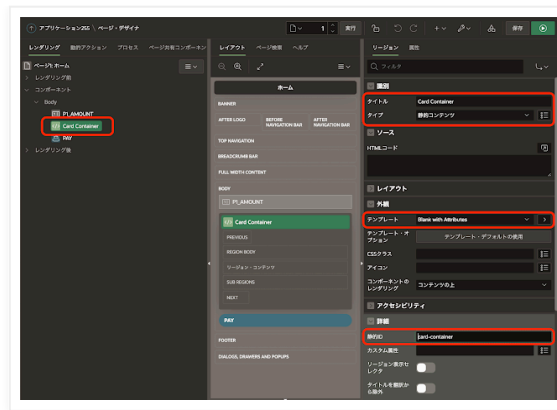 アプリケーション255 \ ページ・デザイナ
1
実行
保存
レンダリング 動的アクション プロセス ページ共有コンポーネン
レイアウト ページ検索 ヘルプ
リージョン 属性
ページ1: ホーム
レンダリング前
コンポーネント
Body
P1_AMOUNT
Card Container
PAY
レンダリング後
ホーム
BANNER
AFTER LOGO
BEFORE NAVIGATION BAR
AFTER NAVIGATION BAR
TOP NAVIGATION
BREADCRUMB BAR
FULL WIDTH CONTENT
BODY
P1_AMOUNT
Card Container
PREVIOUS
REGION BODY
リージョン・コンテンツ
SUB REGIONS
NEXT
PAY
FOOTER
DIALOGS, DRAWERS AND POPUPS
フィルタ
識別
タイトル Card Container
タイプ 静的コンテンツ
ソース
HTMLコード
レイアウト
外観
テンプレート Blank with Attributes
テンプレート・オプション テンプレート・デフォルトの使用
CSSクラス
アイコン
コンポーネントのレンダリング コンテンツの上
アクセシビリティ
詳細
静的ID card-container
カスタム属性
リージョン表示セレクタ
タイトルを翻訳から除外